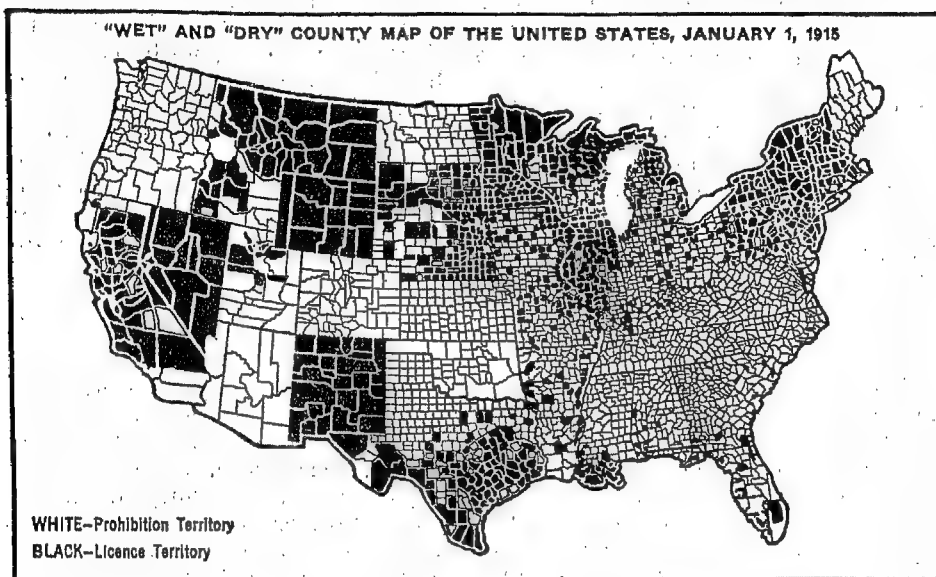 "WET" AND "DRY" COUNTY MAP OF THE UNITED STATES, JANUARY 1, 1915
WHITE–Prohibition Territory
BLACK–Licence Territory